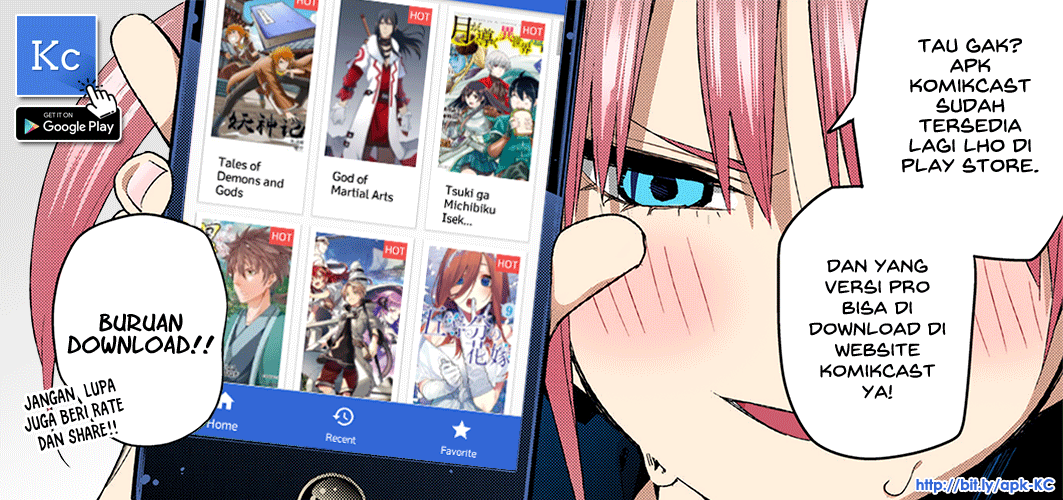 Kc
GET IT ON
Google Play
HOT
HOT
HOT
妖神记
Tales of
Demons and
Gods
God of
Martial Arts
Tsuki ga
Michibiku
Isek...
HOT
HOT
HOT
9
花嫁
Home
Recent
Favorite
TAU GAK?
APK
KOMIKCAST
SUDAH
TERSEDIA
LAGI LHO DI
PLAY STORE.
DAN YANG
VERSI PRO
BISA DI
DOWNLOAD DI
WEBSITE
KOMIKCAST
YA!
BURUAN
DOWNLOAD!!
JANGAN, LUPA
JUGA BERI RATE
DAN SHARE!!
http://bit.ly/apk-KC